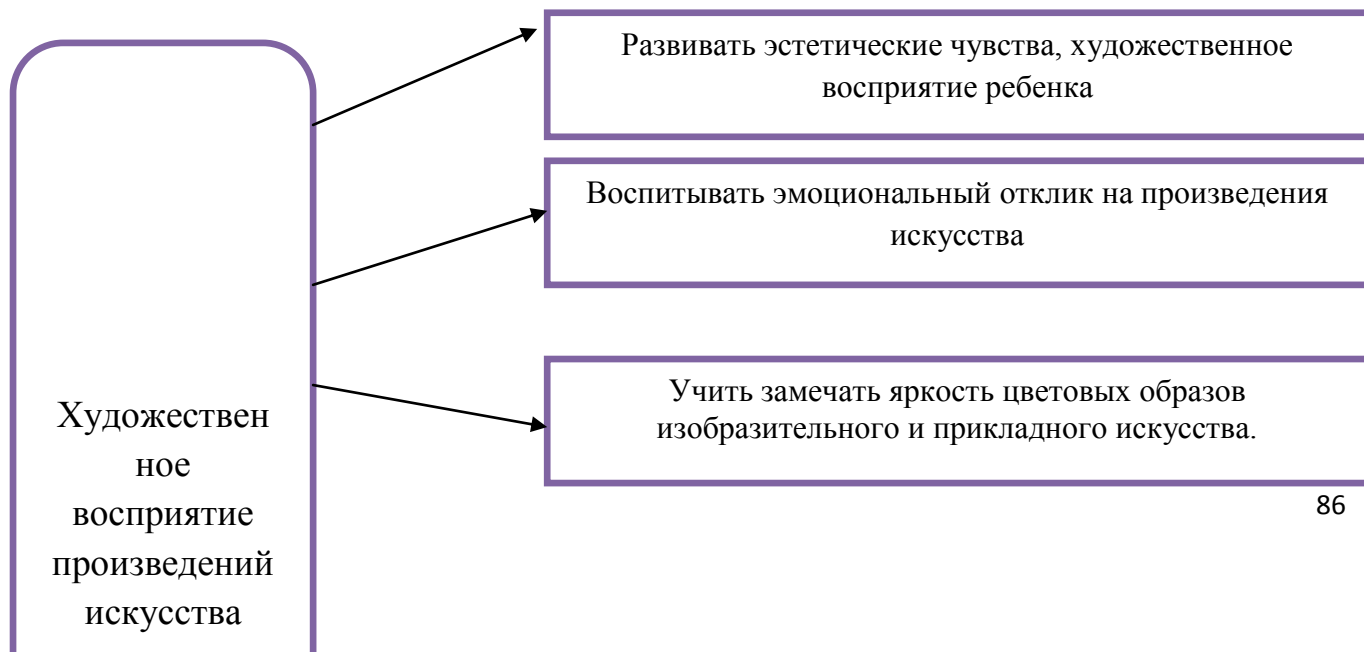 Развивать эстетические чувства, художественное
восприятие ребенка
Воспитывать эмоциональный отклик на произведения
искусства
Учить замечать яркость цветовых образов
изобразительного и прикладного искусства.
86
Художествен
ное
восприятие
произведений
искусства